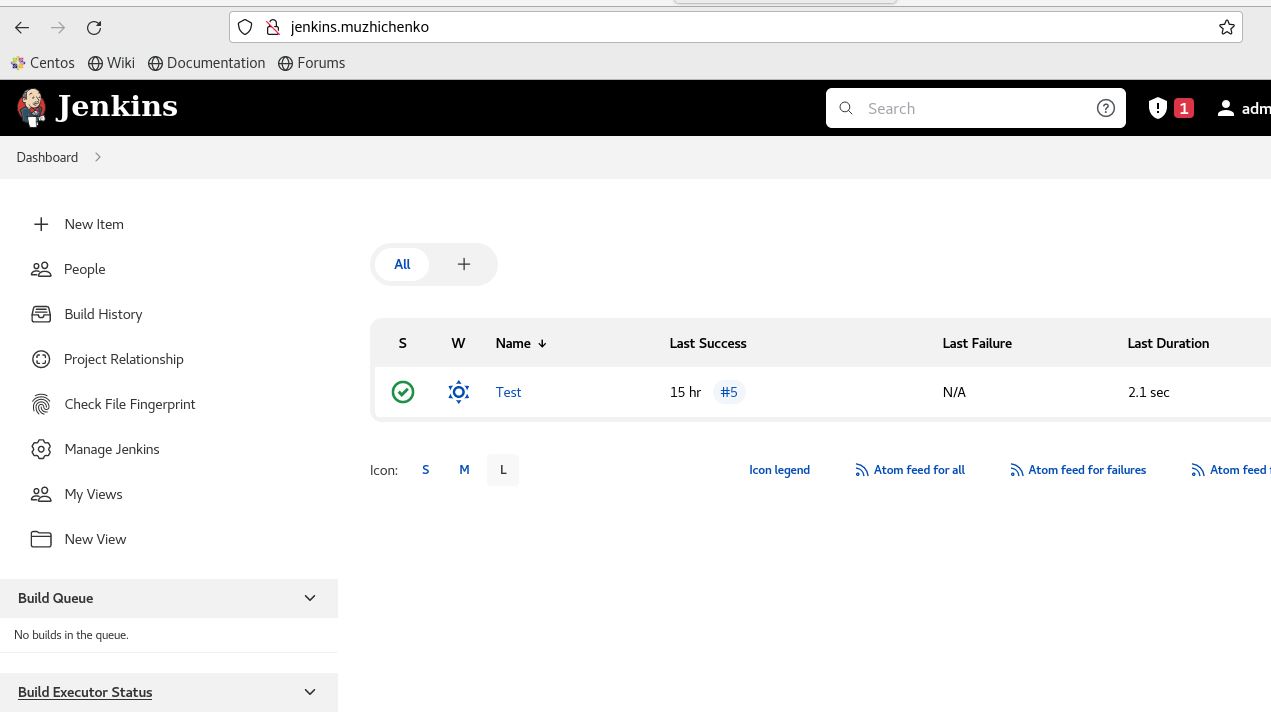 jenkins.muzhichenko
Centos Wiki Documentation Forums
Jenkins Search 1 adm
Dashboard
New Item
People
Build History
Project Relationship
Check File Fingerprint
Manage Jenkins
My Views
New View
Build Queue
No builds in the queue.
Build Executor Status
All
S W Name ↓ Last Success Last Failure Last Duration
Test 15 hr #5 N/A 2.1 sec
Icon: S M L Icon legend Atom feed for all Atom feed for failures Atom feed